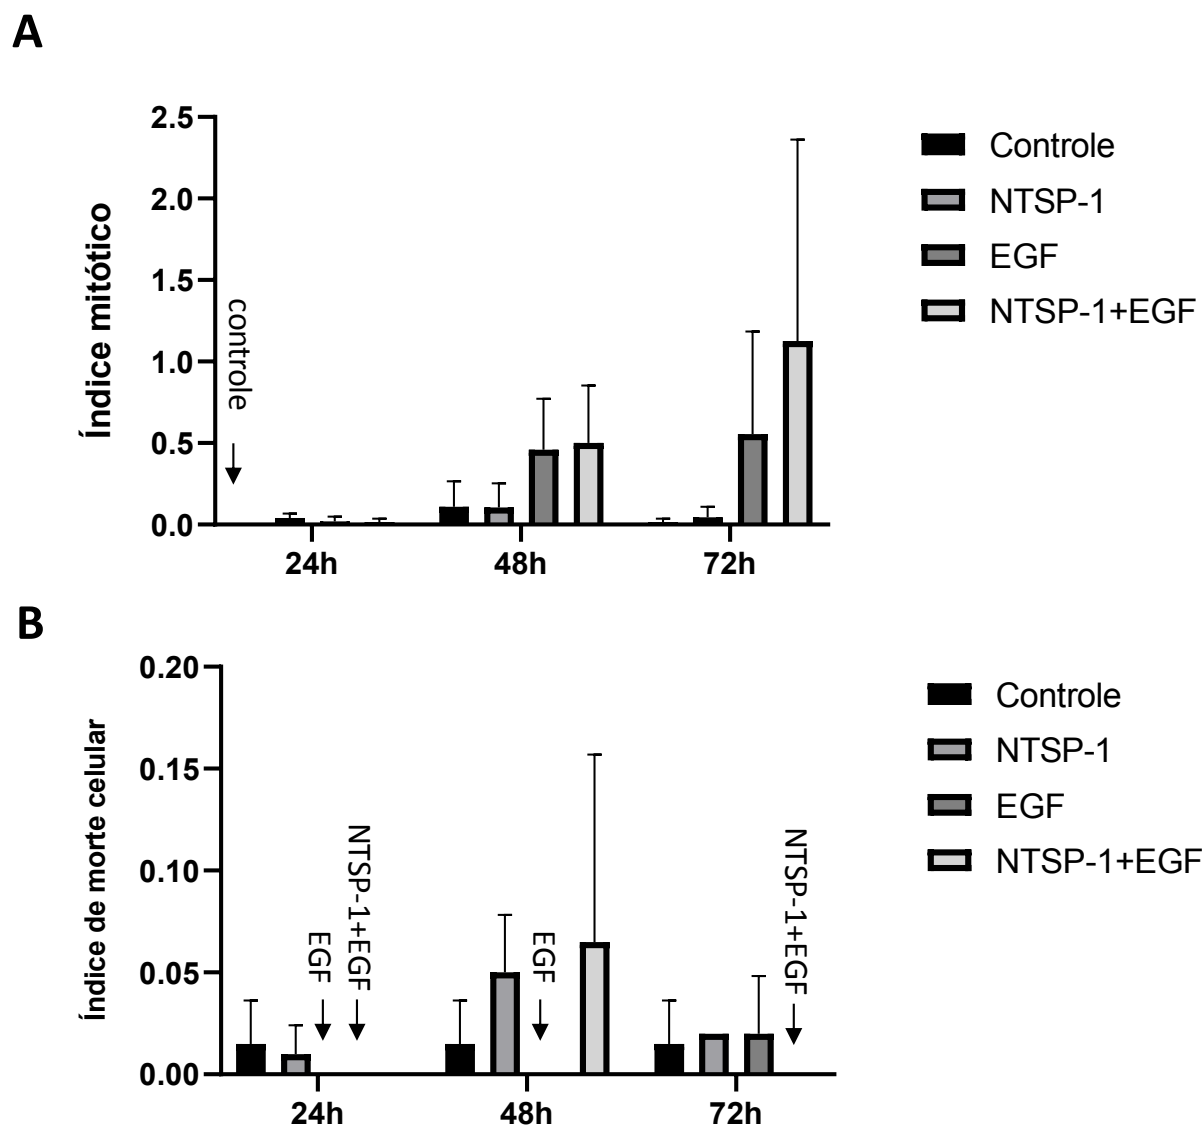 A
2.5
2.0
1.5
1.0
0.5
0.0
Índice mitótico
controle
24h
48h
72h
Controle
NTSP-1
EGF
NTSP-1+EGF
B
0.20
0.15
0.10
0.05
0.00
Índice de morte celular
EGF
NTSP-1+EGF
EGF
NTSP-1+EGF
24h
48h
72h
Controle
NTSP-1
EGF
NTSP-1+EGF